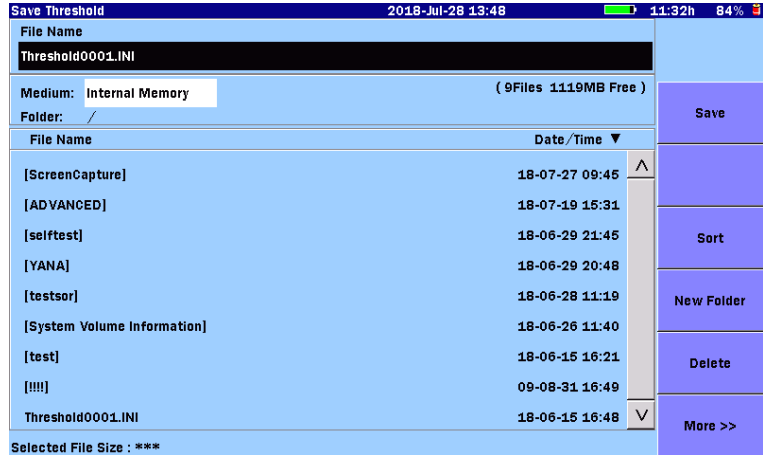 Save Threshold 2018-Jul-28 13:48 11:32h 84%
File Name
Threshold0001.INI
Medium: Internal Memory ( 9Files 1119MB Free )
Folder: /
File Name Date/Time ▼
[ScreenCapture] 18-07-27 09:45
[ADVANCED] 18-07-19 15:31
[selftest] 18-06-29 21:45
[YANA] 18-06-29 20:48
[testsor] 18-06-28 11:19
[System Volume Information] 18-06-26 11:40
[test] 18-06-15 16:21
[!!!!] 09-08-31 16:49
Threshold0001.INI 18-06-15 16:48
Selected File Size : ***
Save
Sort
New Folder
Delete
More >>